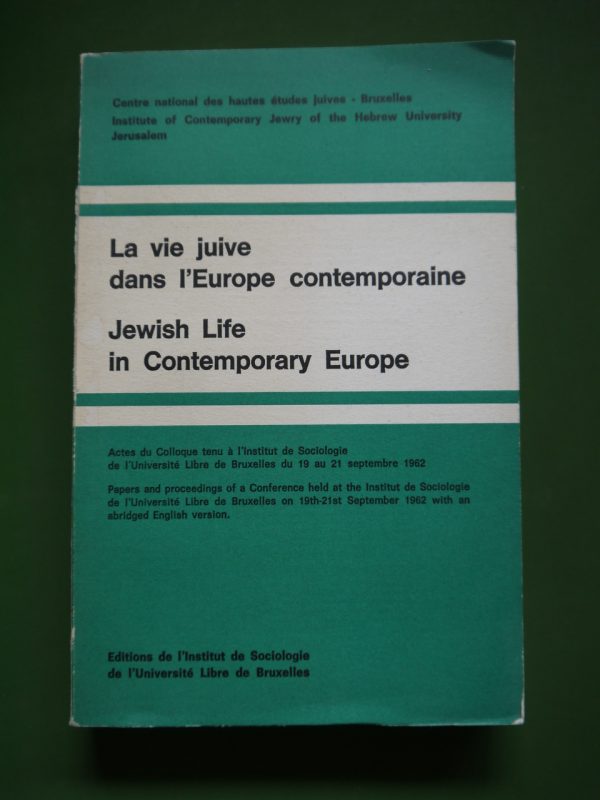 Centre national des hautes études juives - Bruxelles
Institute of Contemporary Jewry of the Hebrew University
Jerusalem
La vie juive
dans l'Europe contemporaine
Jewish Life
in Contemporary Europe
Actes du Colloque tenu à l'Institut de Sociologie
de l'Université Libre de Bruxelles du 19 au 21 septembre 1962
Papers and proceedings of a Conference held at the Institut de Sociologie
de l'Université Libre de Bruxelles on 19th-21st September 1962 with an
abridged English version.
Editions de l'Institut de Sociologie
de l'Université Libre de Bruxelles